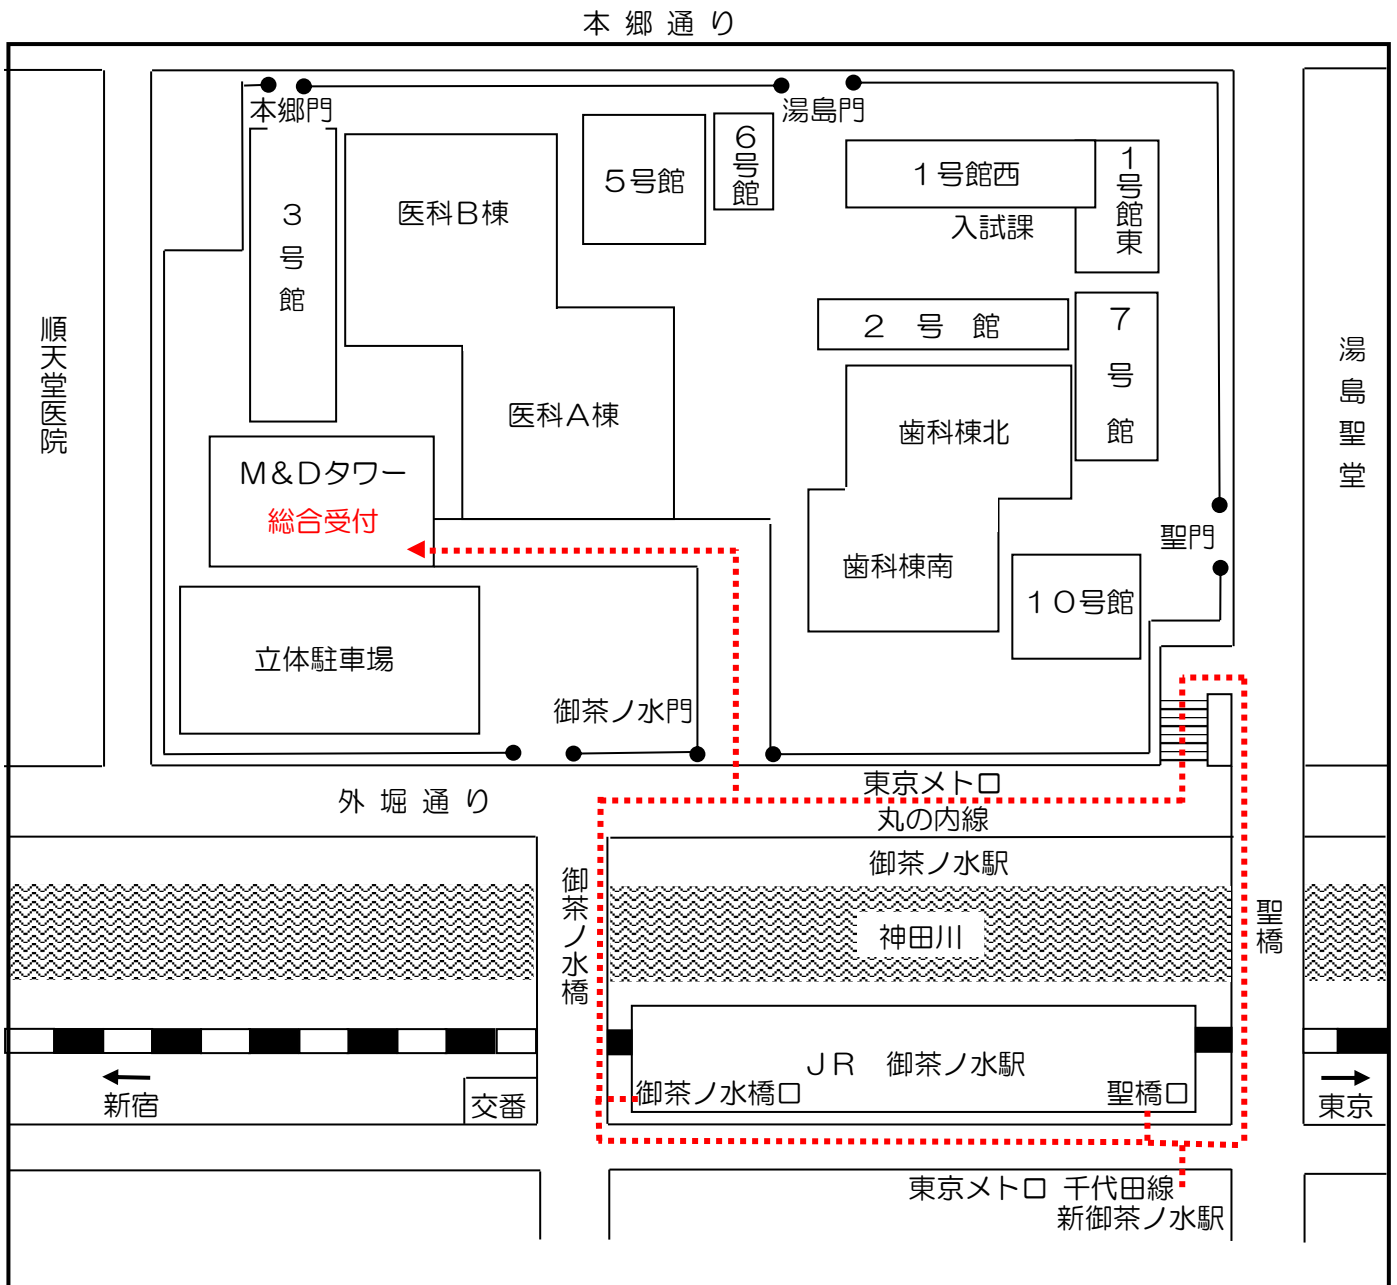 本 郷 通 り
本郷門
湯島門
３号館
医科Ｂ棟
５号館
６号館
１号館西
１号館東
入試課
２ 号 館
７号館
順天堂医院
湯島聖堂
医科Ａ棟
歯科棟北
Ｍ＆Ｄタワー
総合受付
聖門
歯科棟南
１０号館
立体駐車場
御茶ノ水門
外 堀 通 り
東京メトロ
丸の内線
御茶ノ水駅
御茶ノ水橋
神田川
聖橋
ＪＲ 御茶ノ水駅
御茶ノ水橋口
聖橋口
新宿
交番
東京
東京メトロ 千代田線
新御茶ノ水駅